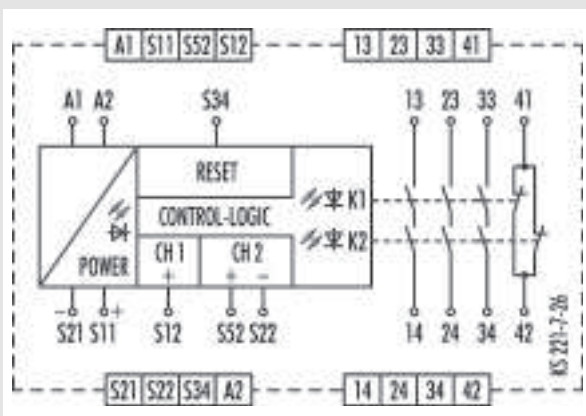 A1 S11 S52 S12 13 23 33 41
A1 A2 S34 13 23 33 41
RESET
CONTROL-LOGIC
K1
K2
POWER
CH 1
+
CH 2
+ −
− + 
S21 S11 S12 S52 S22 14 24 34 42
KS 221-7-26
S21 S22 S34 A2 14 24 34 42